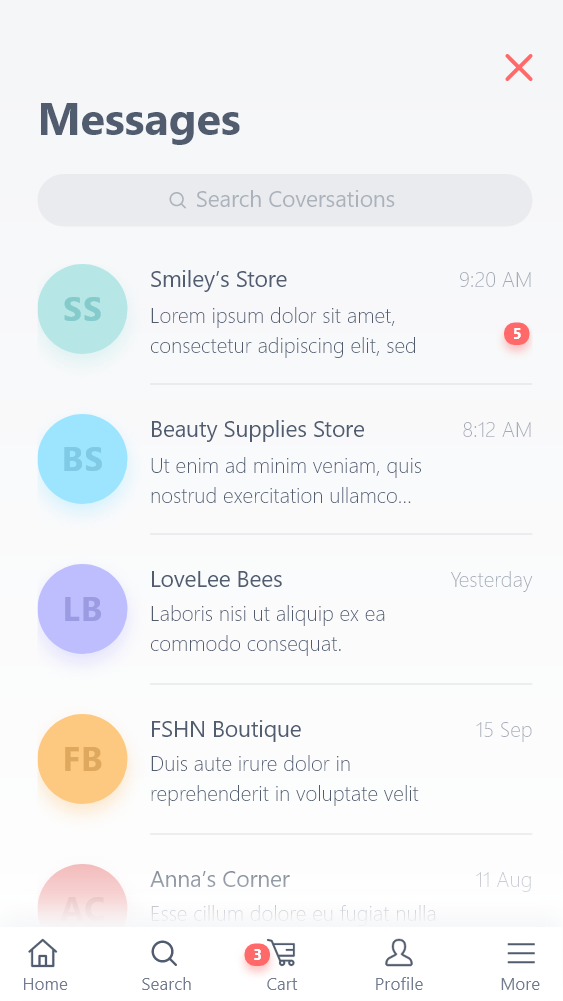 Messages
Search Coversations
SS
Smiley’s Store
9:20 AM
Lorem ipsum dolor sit amet,
consectetur adipiscing elit, sed
5
BS
Beauty Supplies Store
8:12 AM
Ut enim ad minim veniam, quis
nostrud exercitation ullamco...
LB
LoveLee Bees
Yesterday
Laboris nisi ut aliquip ex ea
commodo consequat.
FB
FSHN Boutique
15 Sep
Duis aute irure dolor in
reprehenderit in voluptate velit
AC
Anna’s Corner
11 Aug
Esse cillum dolore eu fugiat nulla
3
Home
Search
Cart
Profile
More